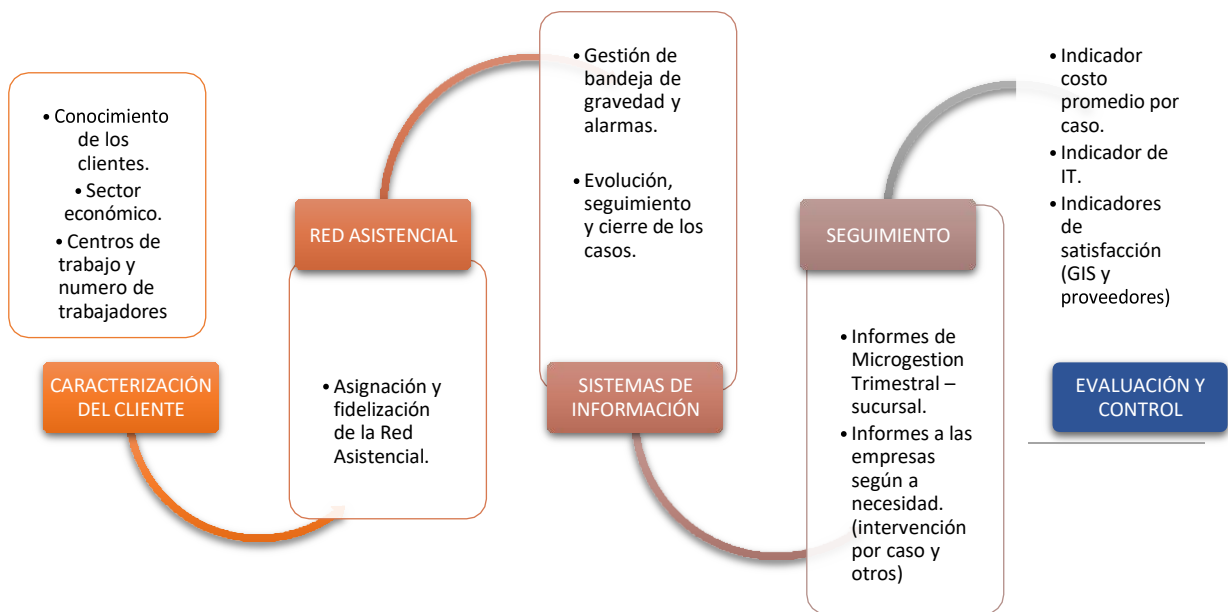 • Conocimiento
de los
clientes.
• Sector
económico.
• Centros de
trabajo y
numero de
trabajadores
CARACTERIZACIÓN
DEL CLIENTE
RED ASISTENCIAL
• Asignación y
fidelización
de la Red
Asistencial.
• Gestión de
bandeja de
gravedad y
alarmas.
• Evolución,
seguimiento
y cierre de los
casos.
SISTEMAS DE
INFORMACIÓN
SEGUIMIENTO
• Informes de
Microgestion
Trimestral –
sucursal.
• Informes a las
empresas
según a
necesidad.
(intervención
por caso y
otros)
• Indicador
costo
promedio por
caso.
• Indicador de
IT.
• Indicadores
de
satisfacción
(GIS y
proveedores)
EVALUACIÓN Y
CONTROL